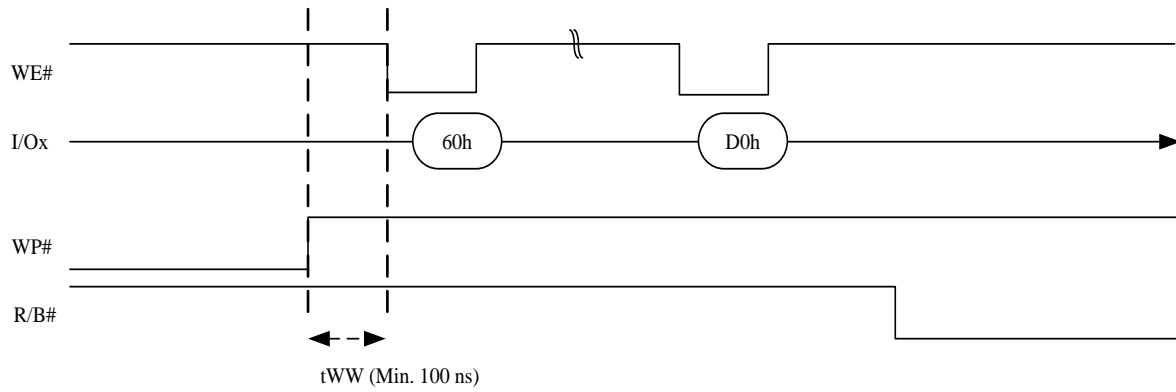 WE#
I/Ox
60h
D0h
WP#
R/B#
tWW (Min. 100 ns)